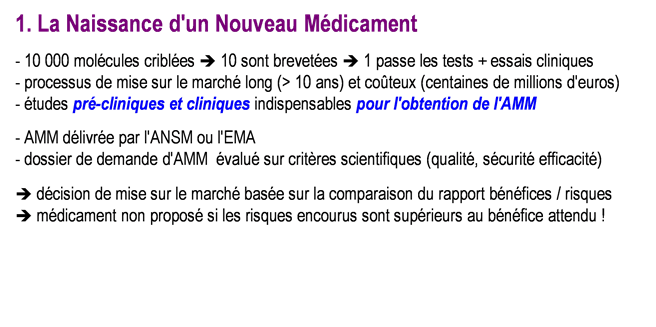 1. La Naissance d'un Nouveau Médicament
- 10 000 molécules criblées ➔ 10 sont brevetées ➔ 1 passe les tests + essais cliniques
- processus de mise sur le marché long (> 10 ans) et coûteux (centaines de millions d'euros)
- études pré-cliniques et cliniques indispensables pour l'obtention de l'AMM
- AMM délivrée par l'ANSM ou l'EMA
- dossier de demande d'AMM évalué sur critères scientifiques (qualité, sécurité efficacité)
➔ décision de mise sur le marché basée sur la comparaison du rapport bénéfices / risques
➔ médicament non proposé si les risques encourus sont supérieurs au bénéfice attendu !